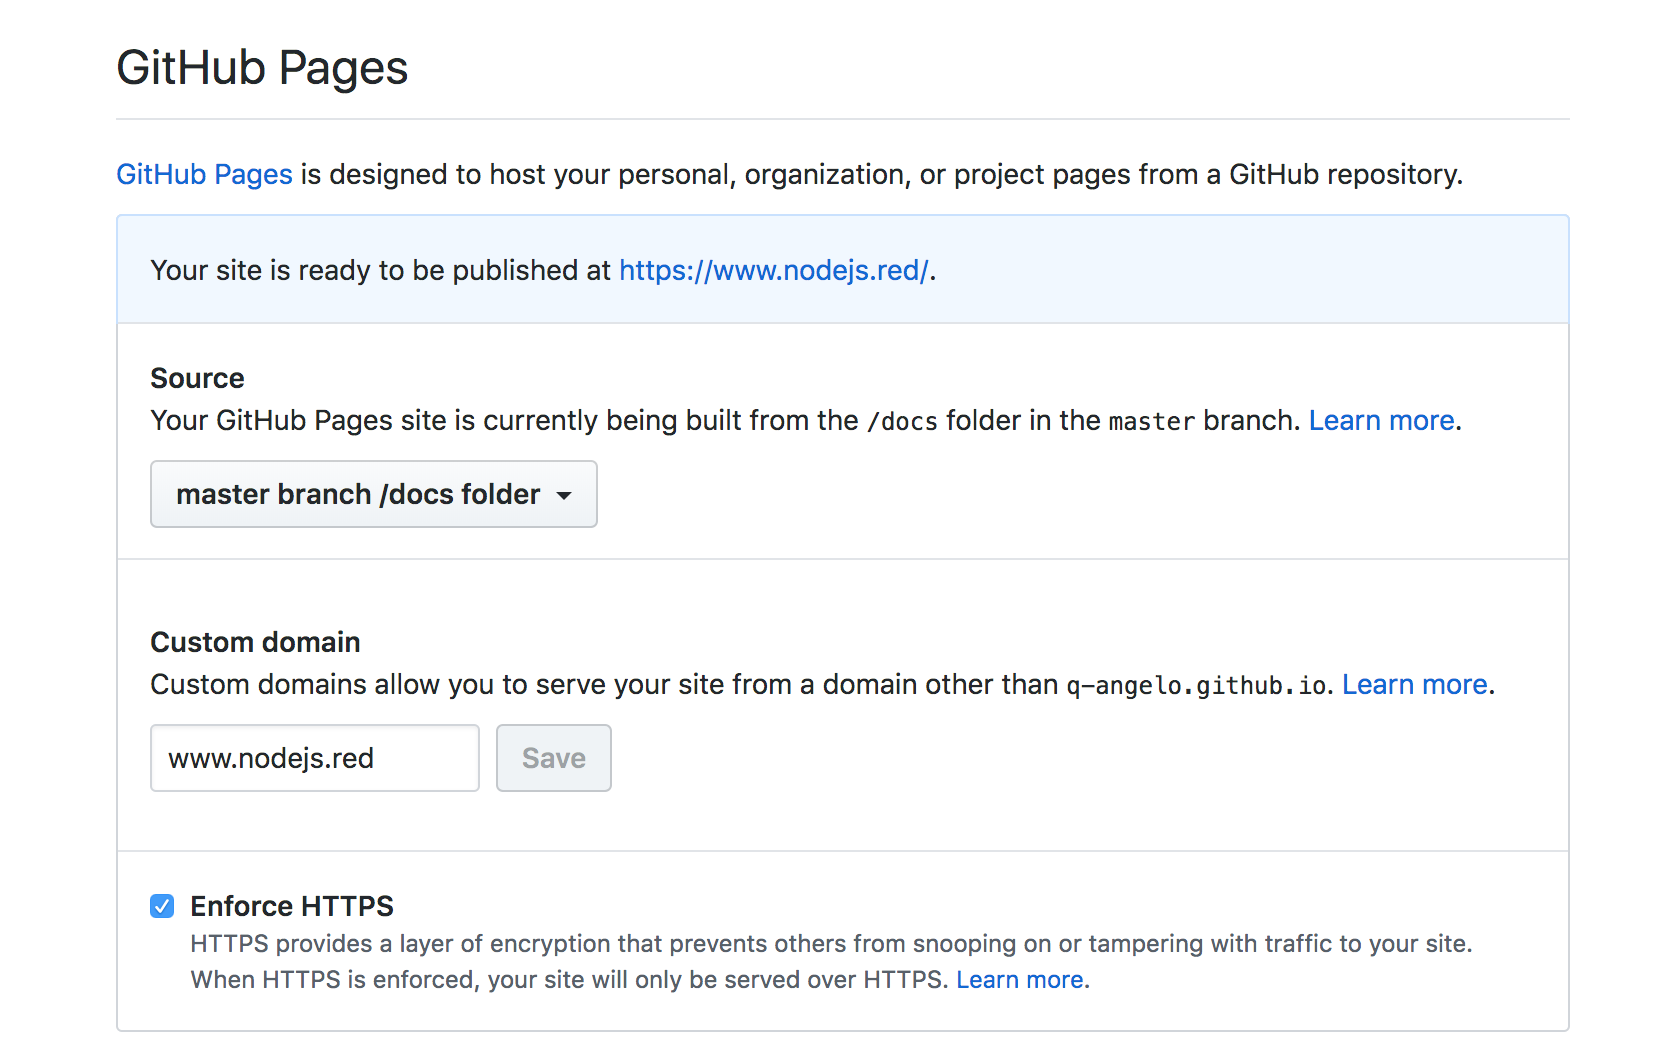 GitHub Pages
GitHub Pages is designed to host your personal, organization, or project pages from a GitHub repository.
Your site is ready to be published at https://www.nodejs.red/.
Source
Your GitHub Pages site is currently being built from the /docs folder in the master branch. Learn more.
master branch /docs folder
Custom domain
Custom domains allow you to serve your site from a domain other than q-angelo.github.io. Learn more.
www.nodejs.red Save
Enforce HTTPS
HTTPS provides a layer of encryption that prevents others from snooping on or tampering with traffic to your site.
When HTTPS is enforced, your site will only be served over HTTPS. Learn more.